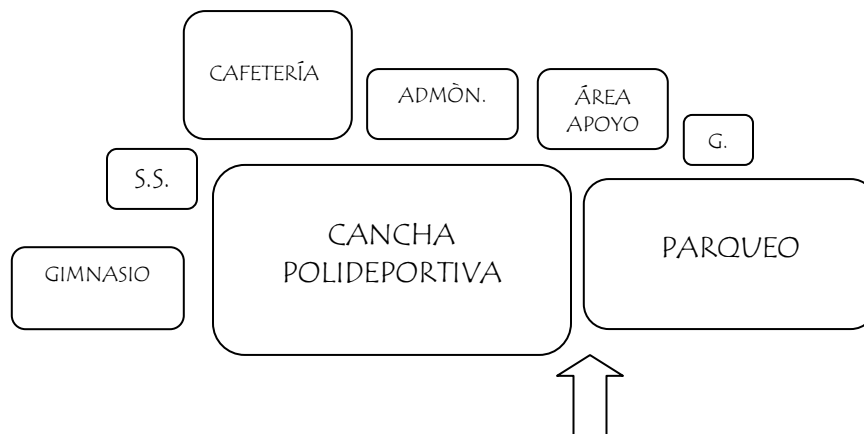 CAFETERÍA
ADMÒN.
ÁREA
APOYO
G.
S.S.
CANCHA
POLIDEPORTIVA
PARQUEO
GIMNASIO